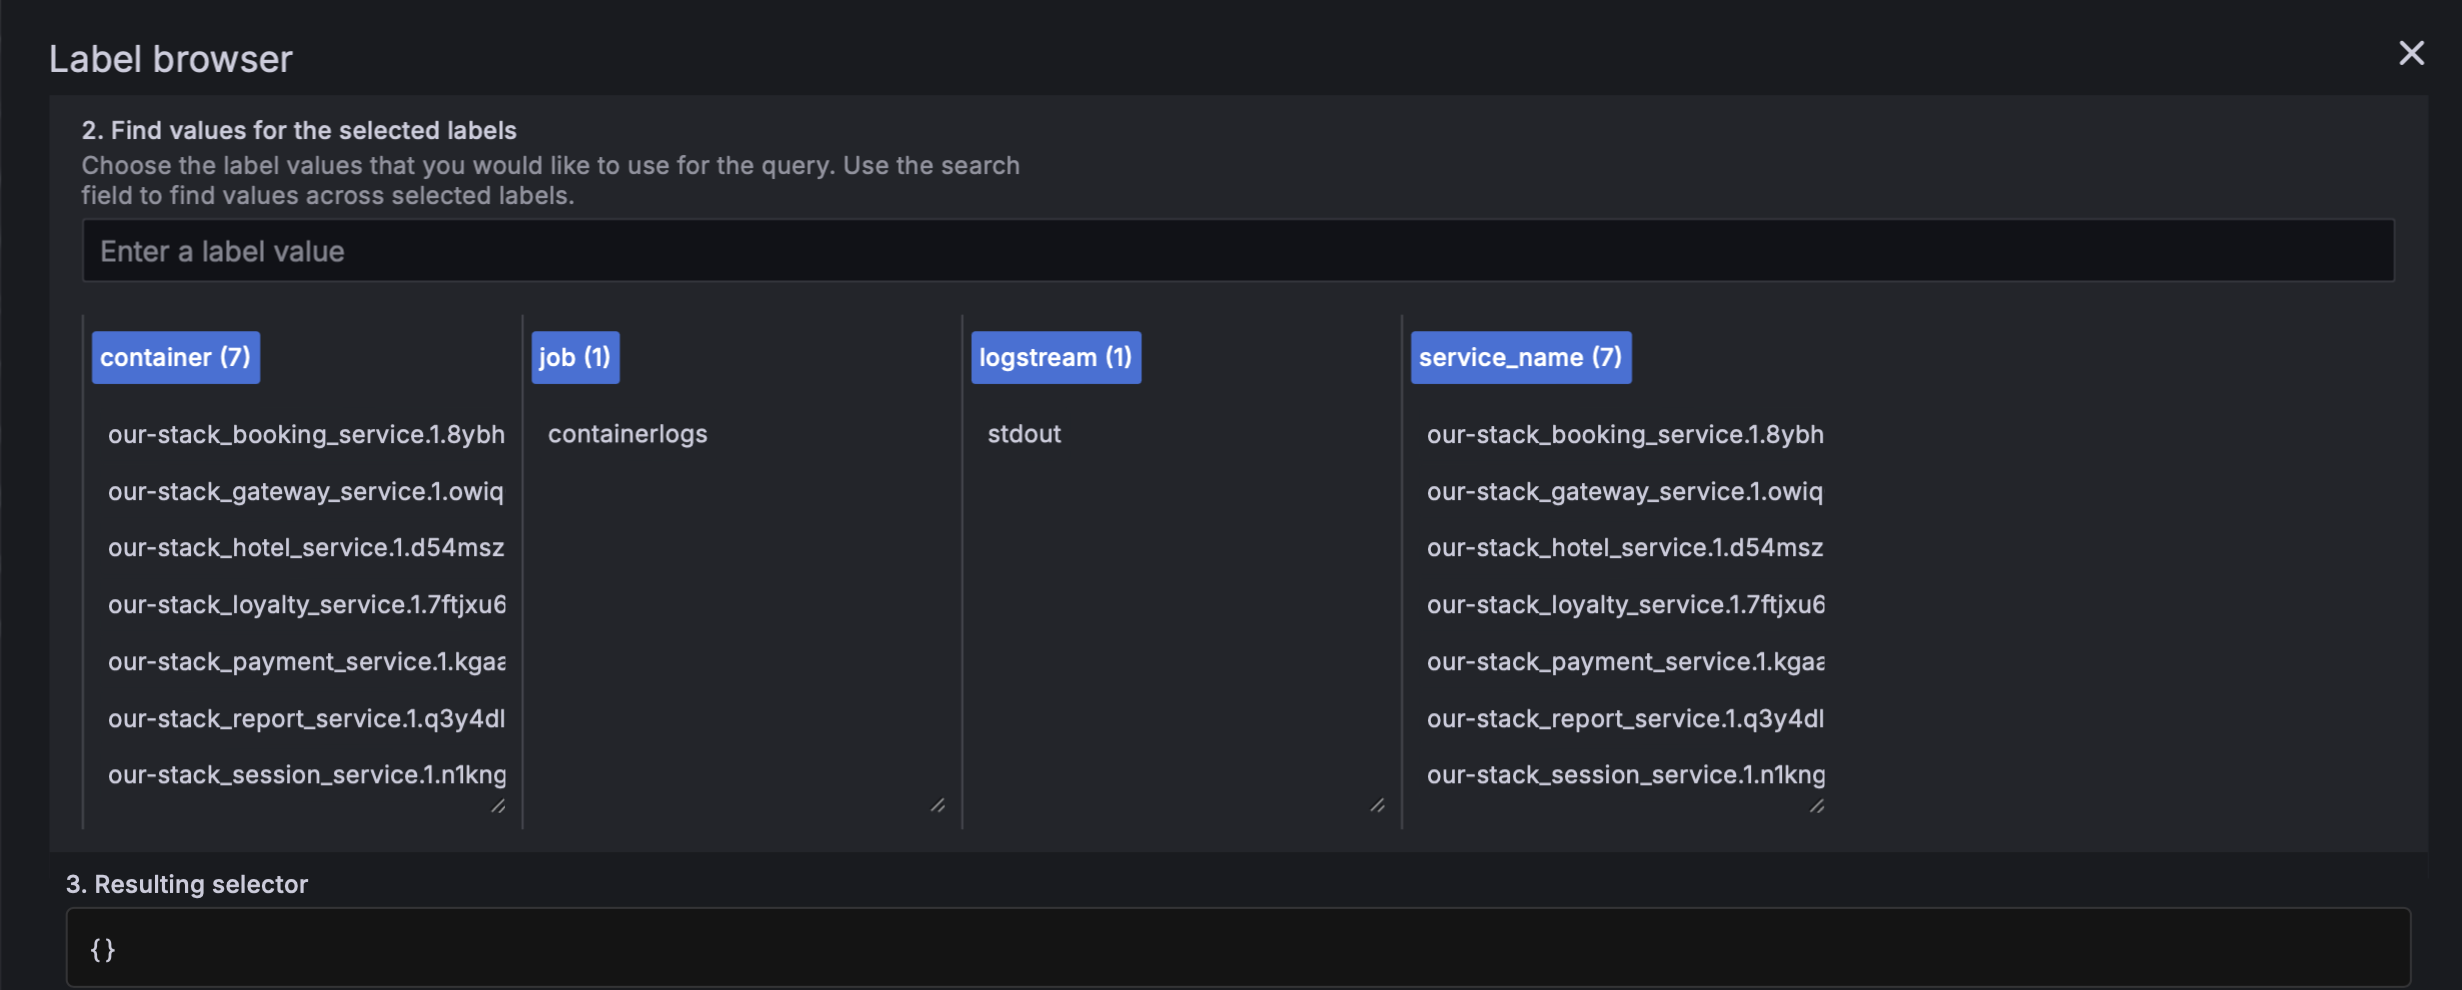 Label browser
2. Find values for the selected labels
Choose the label values that you would like to use for the query. Use the search
field to find values across selected labels.
Enter a label value
container (7)
our-stack_booking_service.1.8ybh
our-stack_gateway_service.1.owiq
our-stack_hotel_service.1.d54msz
our-stack_loyalty_service.1.7ftjxu6
our-stack_payment_service.1.kgaa
our-stack_report_service.1.q3y4dl
our-stack_session_service.1.n1kng
job (1)
containerlogs
logstream (1)
stdout
service_name (7)
our-stack_booking_service.1.8ybh
our-stack_gateway_service.1.owiq
our-stack_hotel_service.1.d54msz
our-stack_loyalty_service.1.7ftjxu6
our-stack_payment_service.1.kgaa
our-stack_report_service.1.q3y4dl
our-stack_session_service.1.n1kng
3. Resulting selector
{}